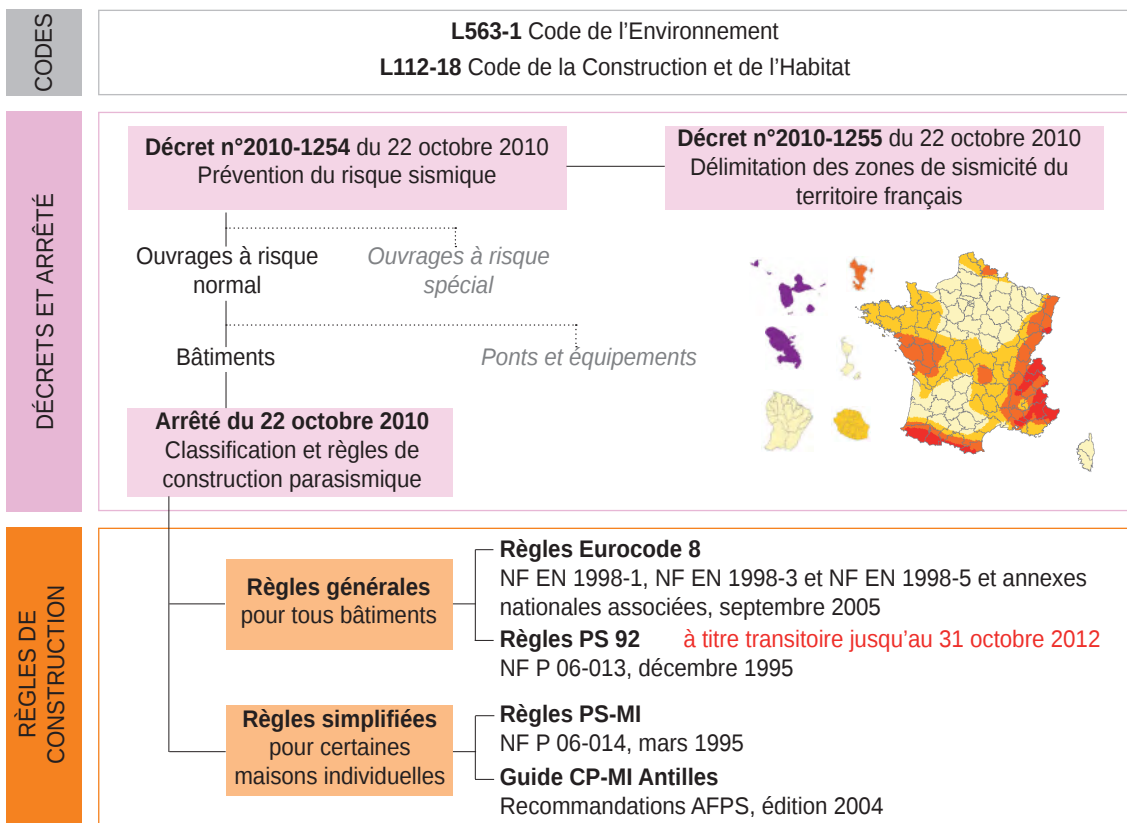 CODES
L563-1 Code de l’Environnement
L112-18 Code de la Construction et de l’Habitat
DÉCRETS ET ARRÊTÉ
Décret n°2010-1254 du 22 octobre 2010
Prévention du risque sismique
Décret n°2010-1255 du 22 octobre 2010
Délimitation des zones de sismicité du
territoire français
Ouvrages à risque
normal
Ouvrages à risque
spécial
Bâtiments
Ponts et équipements
Arrêté du 22 octobre 2010
Classification et règles de
construction parasismique
RÈGLES DE
CONSTRUCTION
Règles générales
pour tous bâtiments
Règles Eurocode 8
NF EN 1998-1, NF EN 1998-3 et NF EN 1998-5 et annexes
nationales associées, septembre 2005
Règles PS 92 à titre transitoire jusqu’au 31 octobre 2012
NF P 06-013, décembre 1995
Règles simplifiées
pour certaines
maisons individuelles
Règles PS-MI
NF P 06-014, mars 1995
Guide CP-MI Antilles
Recommandations AFPS, édition 2004